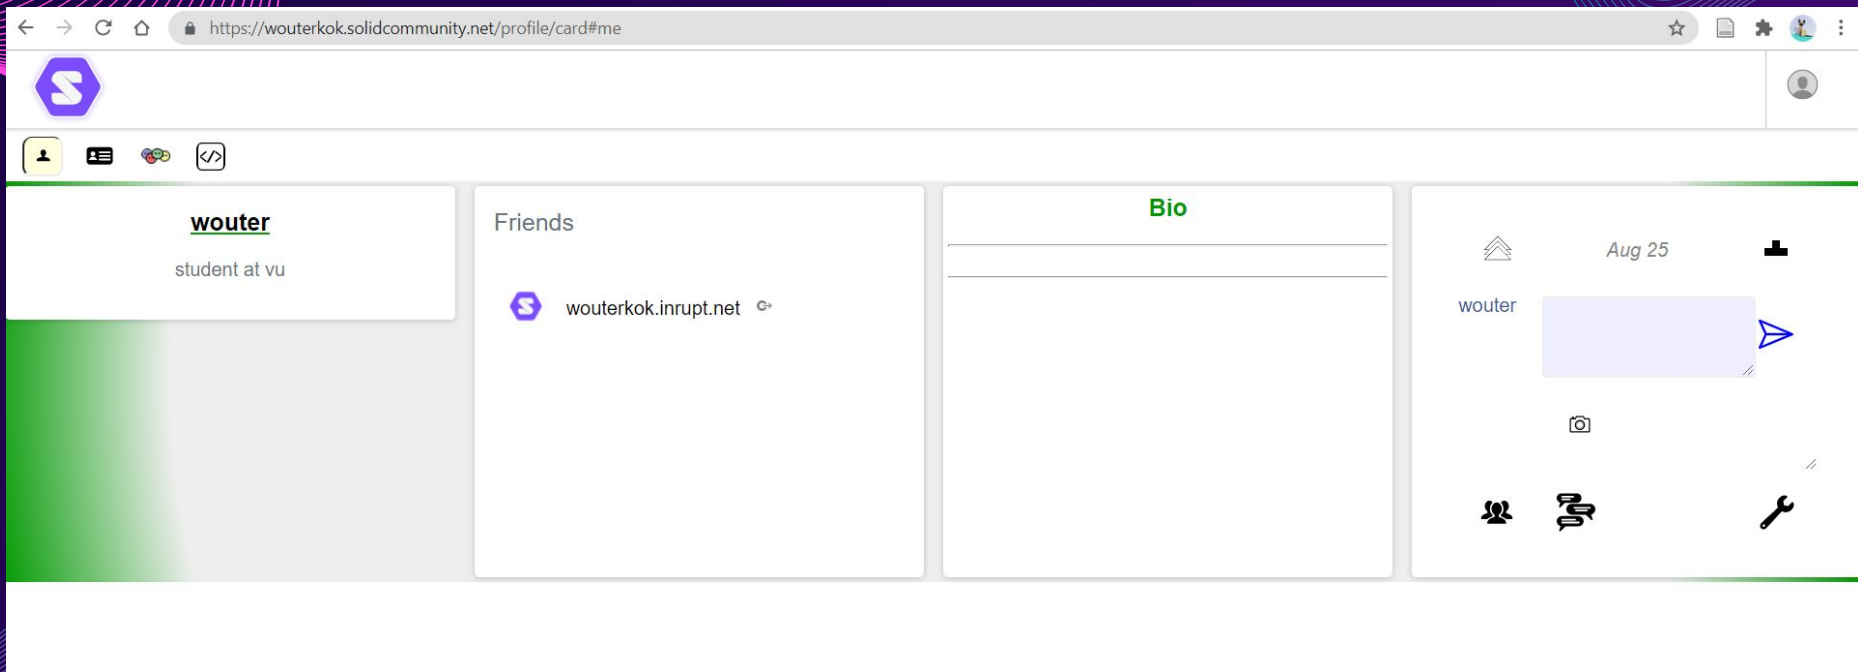 https://wouterkok.solidcommunity.net/profile/card#me
wouter
student at vu
Friends
wouterkok.inrupt.net
Bio
Aug 25
wouter